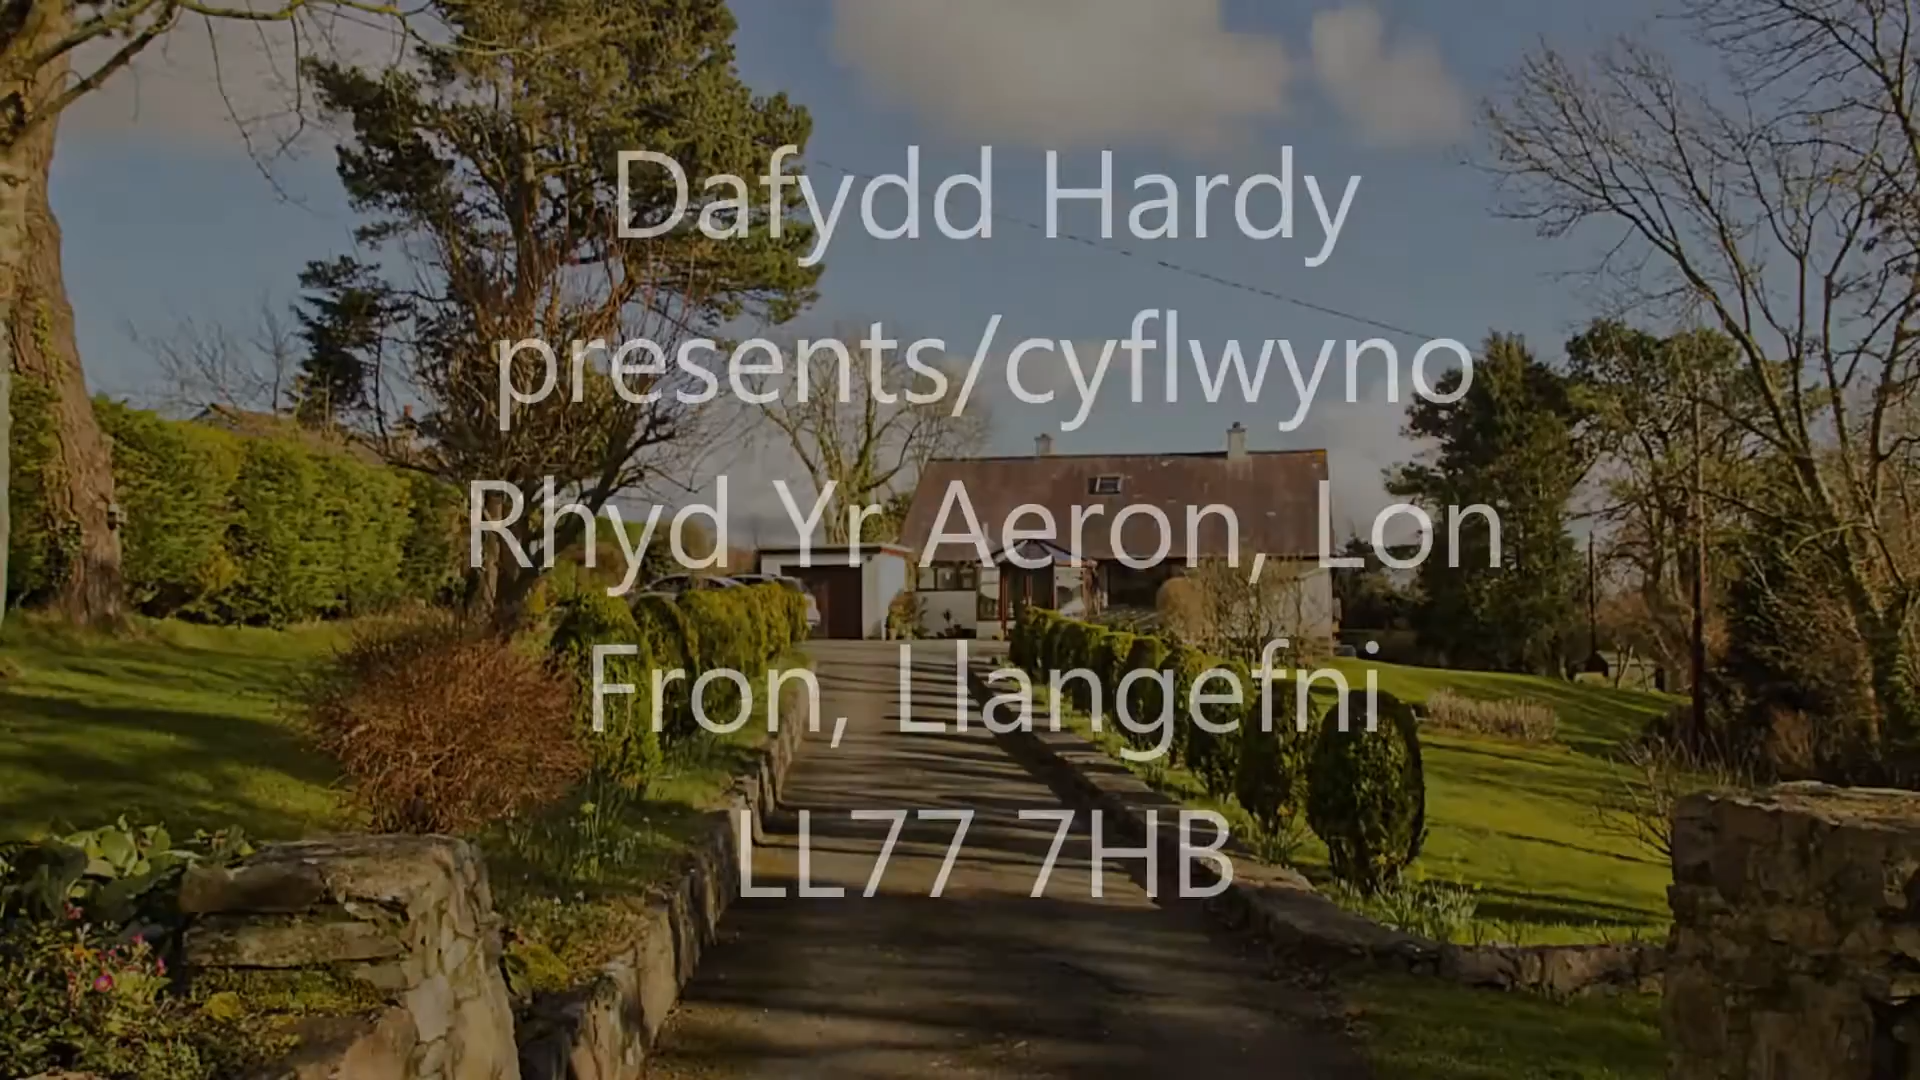 Dafydd Hardy
presents/cyflwyno
Rhyd Yr Aeron, Lon
Fron, Llangefni
LL77 7HB